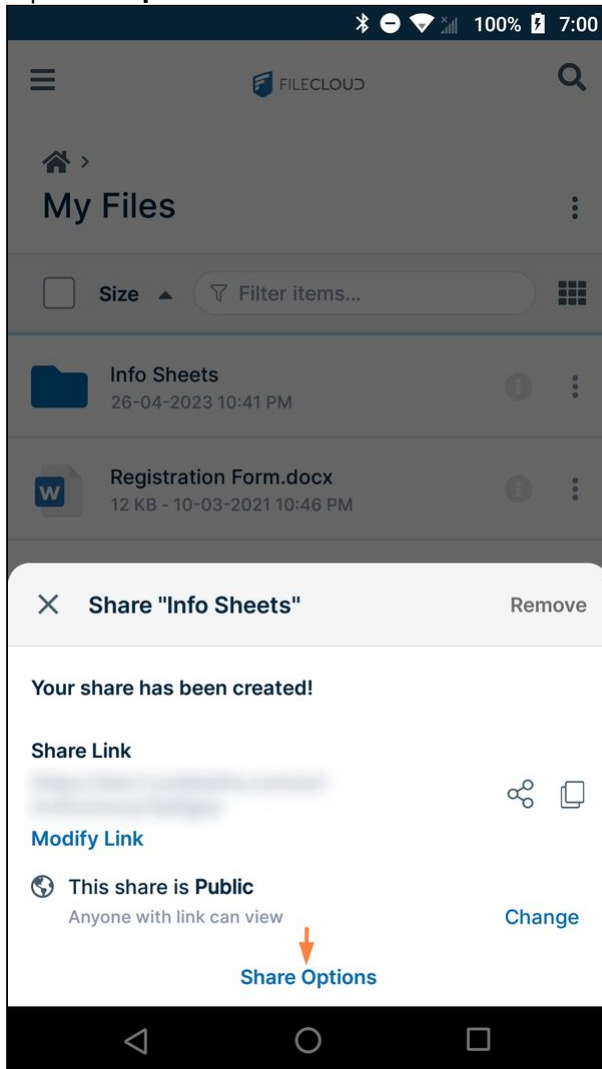 100% 7:00
FILECLOUD
My Files
Size Filter items...
Info Sheets
26-04-2023 10:41 PM
Registration Form.docx
12 KB - 10-03-2021 10:46 PM
Share "Info Sheets" Remove
Your share has been created!
Share Link
Modify Link
This share is Public
Anyone with link can view Change
Share Options